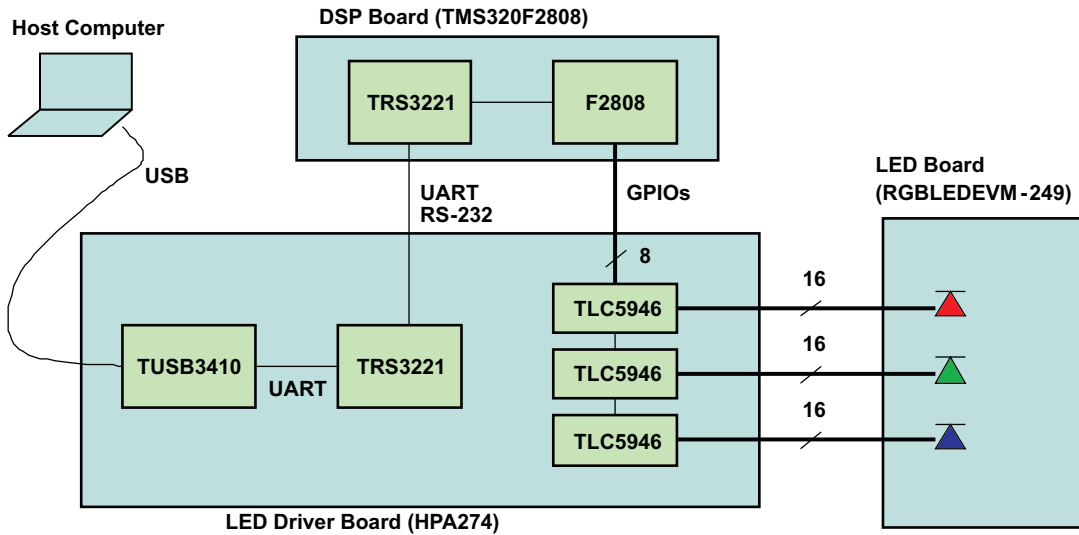 DSP Board (TMS320F2808)
Host Computer
TRS3221
F2808
USB
UART
RS-232
GPIOs
LED Board
(RGBLEDEVM-249)
8
16
TLC5946
16
TUSB3410
UART
TRS3221
TLC5946
16
TLC5946
LED Driver Board (HPA274)